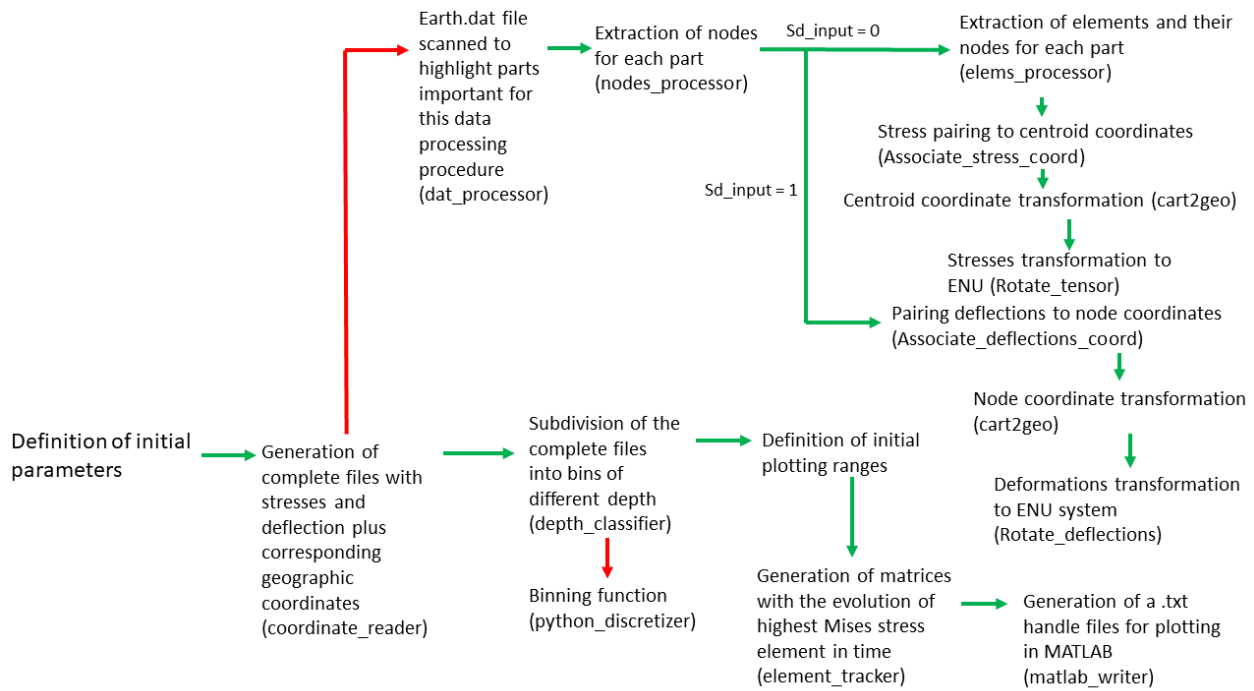 Earth.dat file
scanned to
highlight parts
important for
this data
processing
procedure
(dat_processor)
Extraction of nodes
for each part
(nodes_processor)
Sd_input = 0
Extraction of elements and their
nodes for each part
(elems_processor)
Stress pairing to centroid coordinates
(Associate_stress_coord)
Sd_input = 1
Centroid coordinate transformation (cart2geo)
Stresses transformation to
ENU (Rotate_tensor)
Pairing deflections to node coordinates
(Associate_deflections_coord)
Node coordinate transformation
(cart2geo)
Deformations transformation
to ENU system
(Rotate_deflections)
Definition of initial
parameters
Generation of
complete files with
stresses and
deflection plus
corresponding
geographic
coordinates
(coordinate_reader)
Subdivision of the
complete files
into bins of
different depth
(depth_classifier)
Binning function
(python_discretizer)
Definition of initial
plotting ranges
Generation of matrices
with the evolution of
highest Mises stress
element in time
(element_tracker)
Generation of a .txt
handle files for plotting
in MATLAB
(matlab_writer)